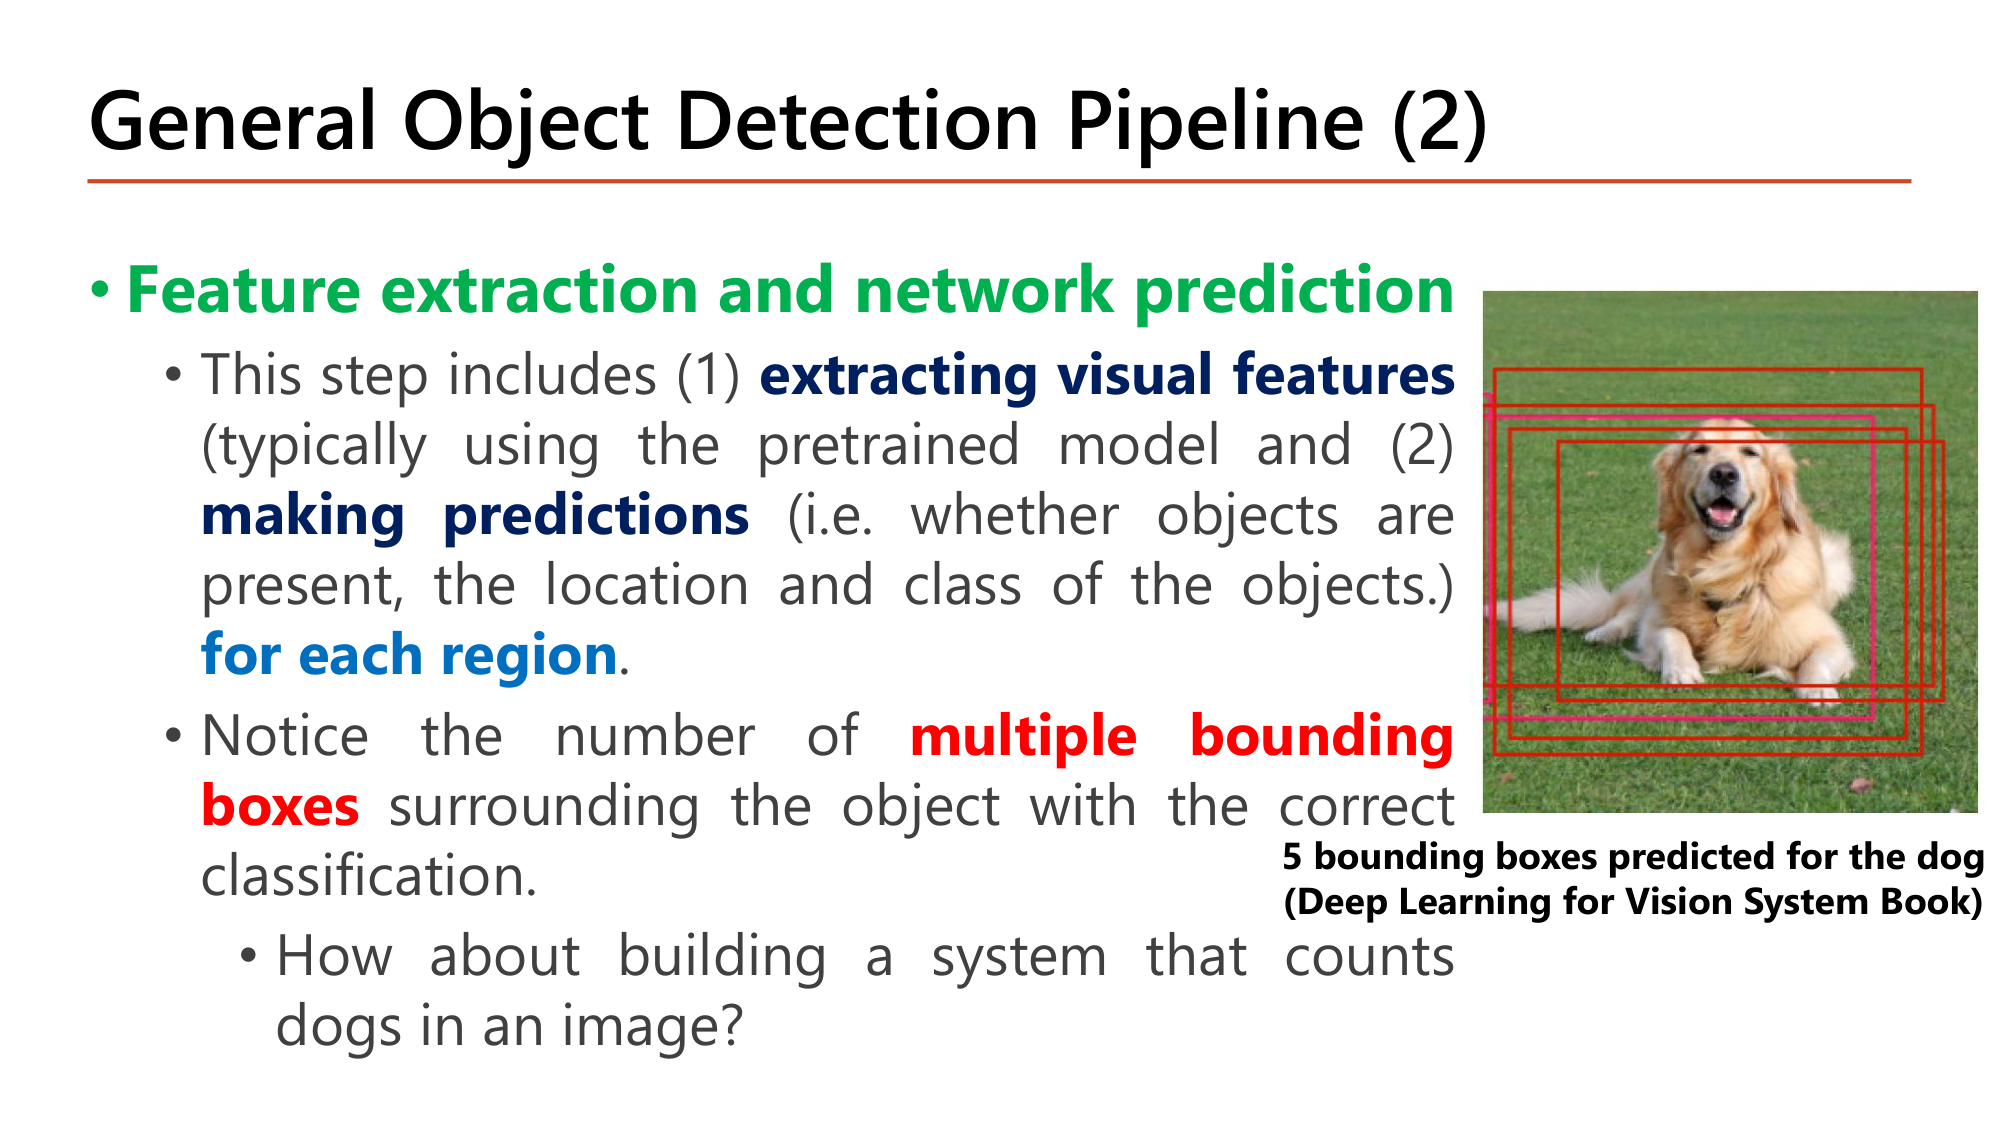 General Object Detection Pipeline (2)
• Feature extraction and network prediction
• This step includes (1) extracting visual features
(typically using the pretrained model and (2)
making predictions (i.e. whether objects are
present, the location and class of the objects.)
for each region.
• Notice the number of multiple bounding
boxes surrounding the object with the correct
classification.
• How about building a system that counts
dogs in an image?
5 bounding boxes predicted for the dog
(Deep Learning for Vision System Book)